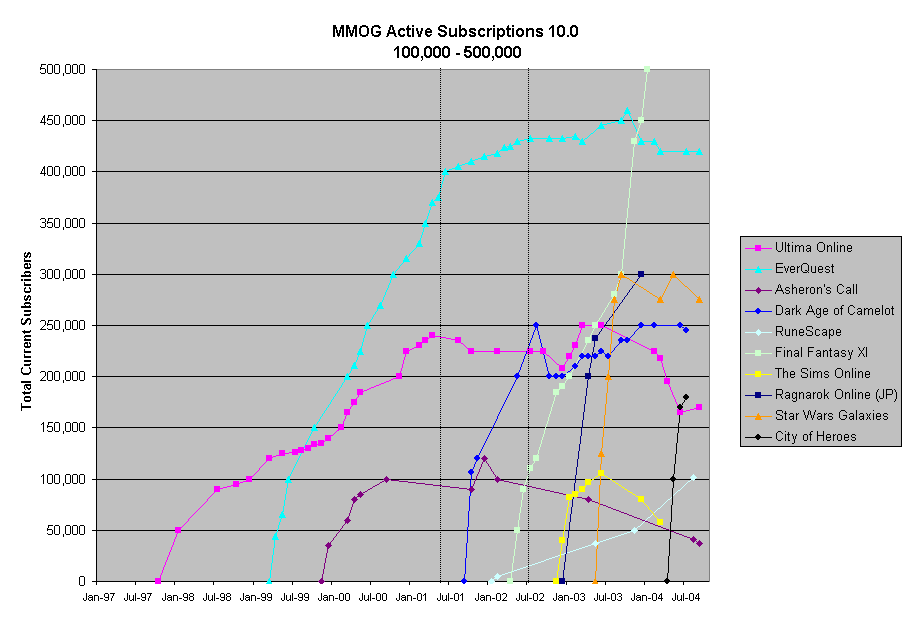 MMOG Active Subscriptions 10.0
100,000 - 500,000
Total Current Subscribers
500,000
450,000
400,000
350,000
300,000
250,000
200,000
150,000
100,000
50,000
0
Jan-97 Jul-97 Jan-98 Jul-98 Jan-99 Jul-99 Jan-00 Jul-00 Jan-01 Jul-01 Jan-02 Jul-02 Jan-03 Jul-03 Jan-04 Jul-04
Ultima Online
EverQuest
Asheron's Call
Dark Age of Camelot
RuneScape
Final Fantasy XI
The Sims Online
Ragnarok Online (JP)
Star Wars Galaxies
City of Heroes